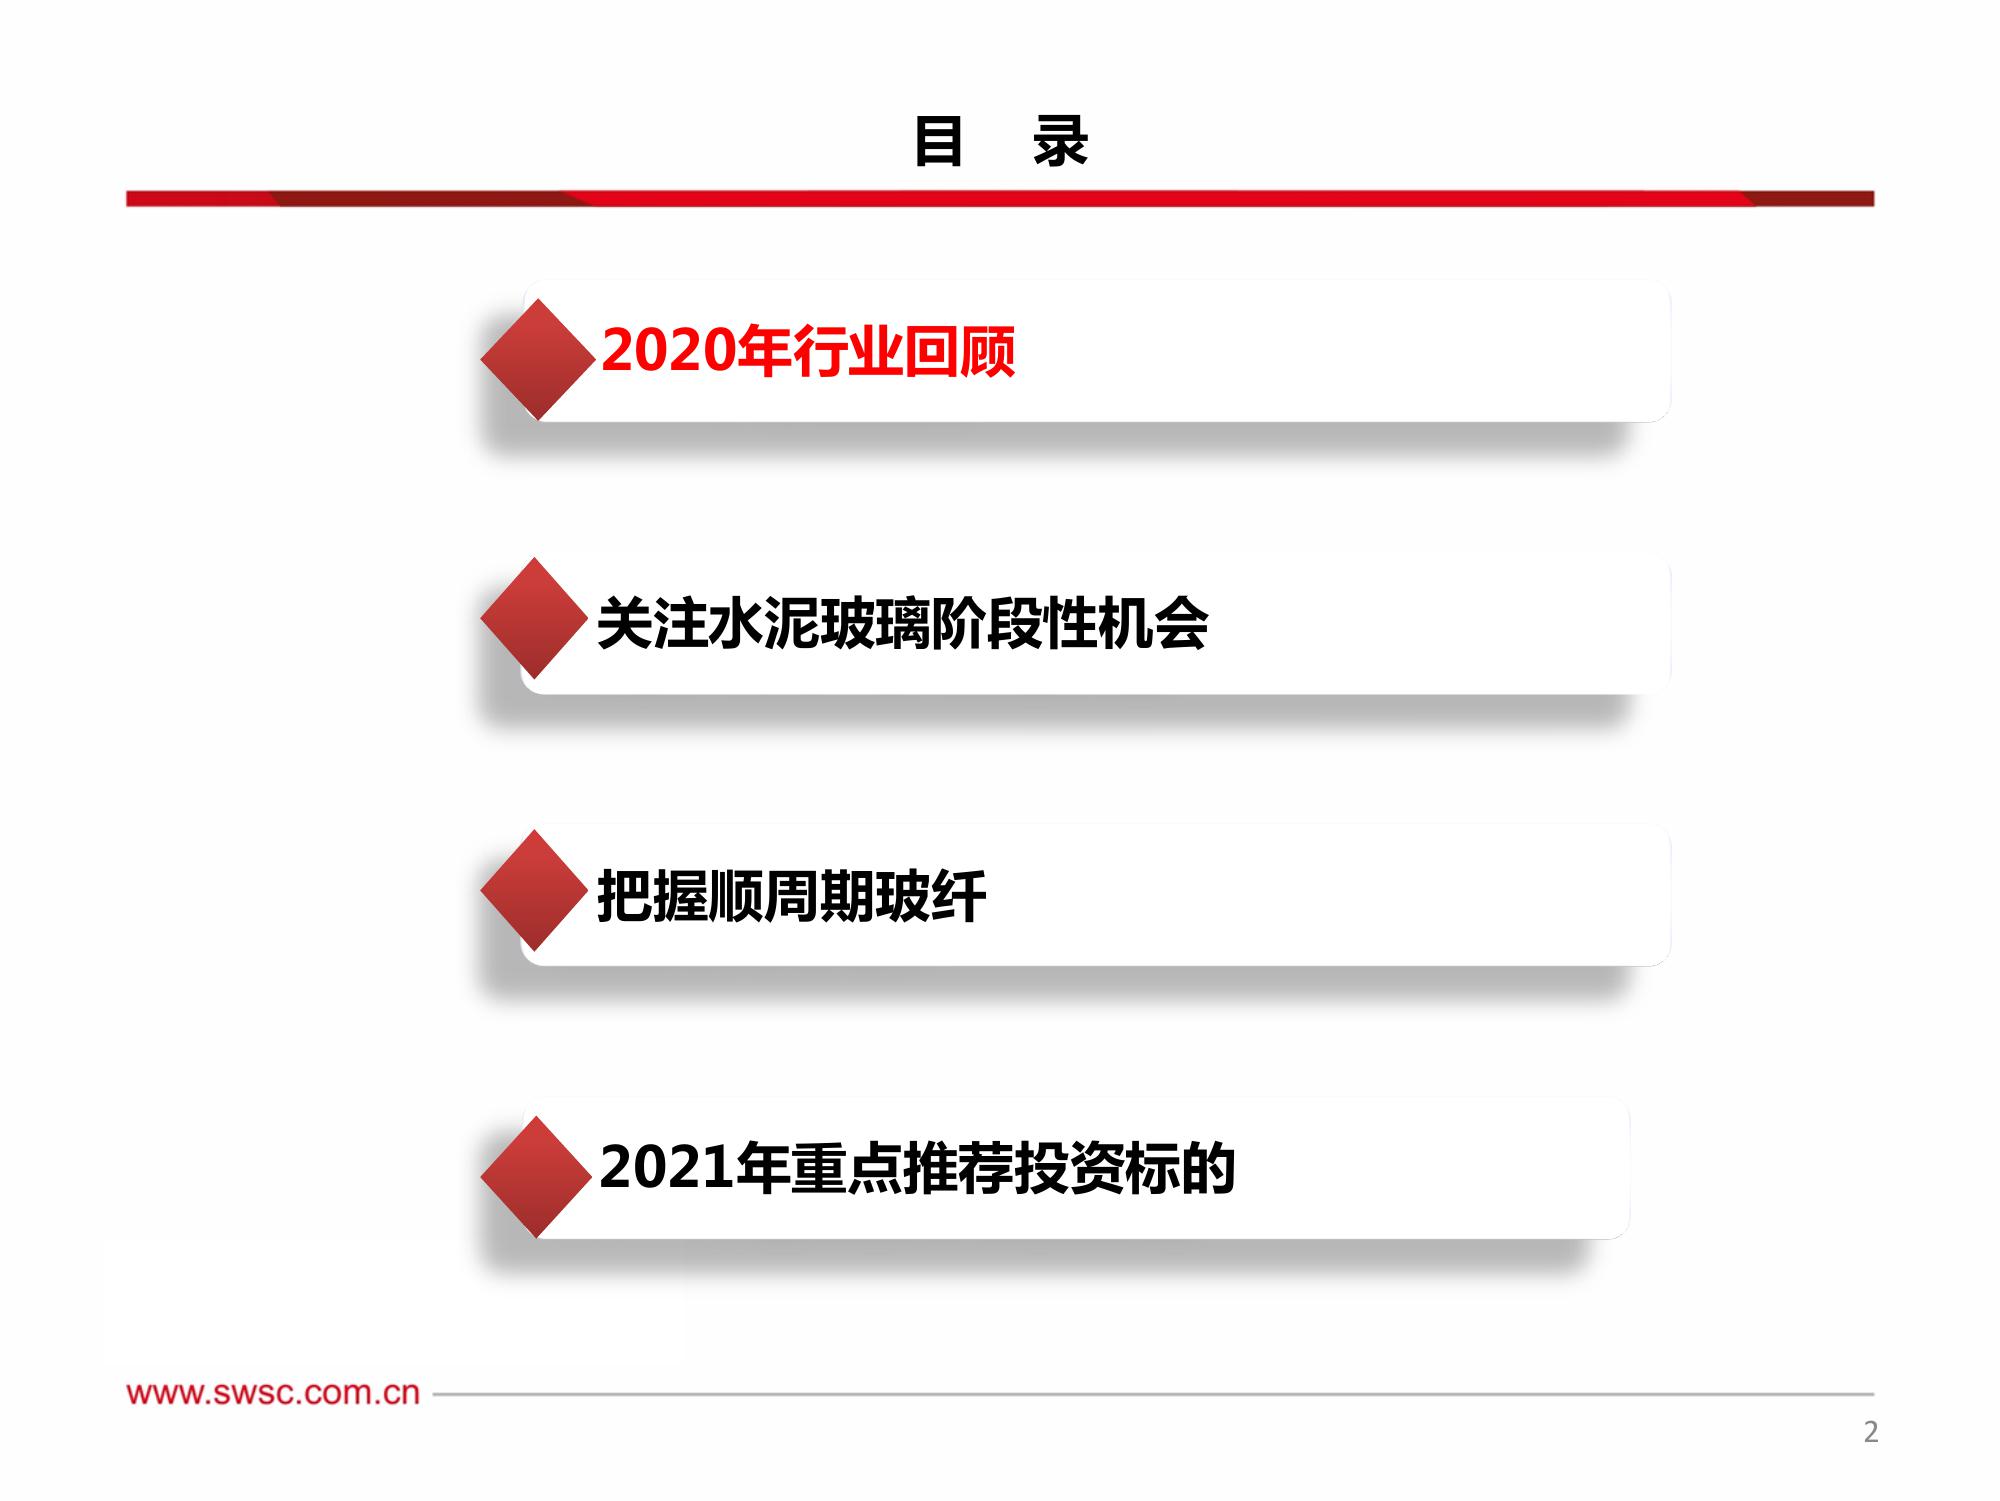 目 录
2020年行业回顾
关注水泥玻璃阶段性机会
把握顺周期玻纤
2021年重点推荐投资标的
www.swsc.com.cn
2